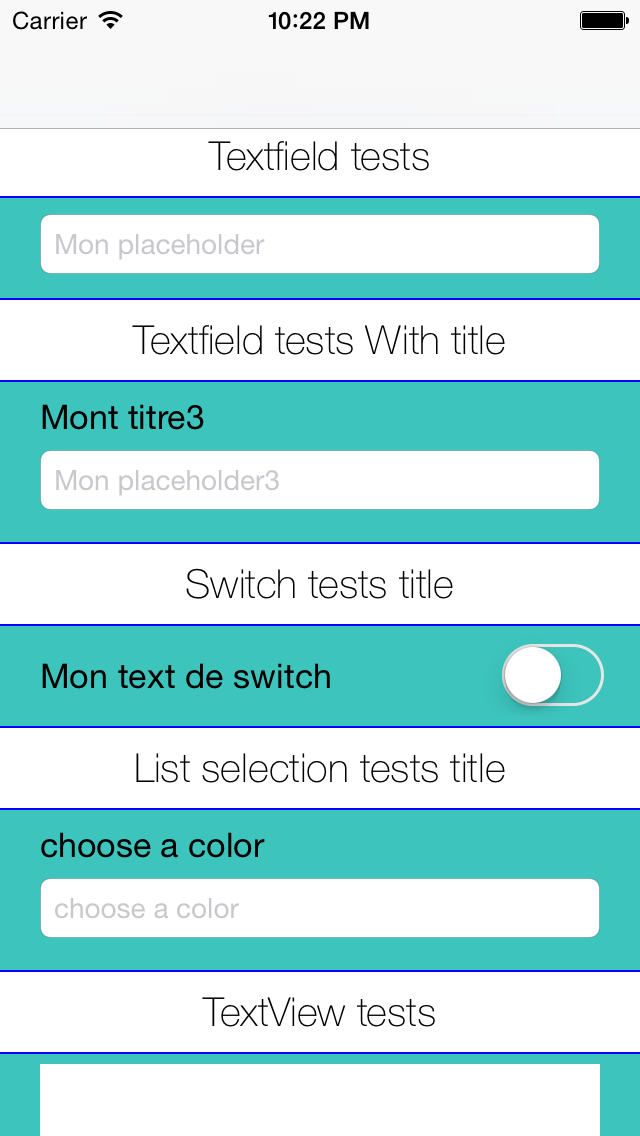 Carrier 10:22 PM
Textfield tests
Mon placeholder
Textfield tests With title
Mont titre3
Mon placeholder3
Switch tests title
Mon text de switch
List selection tests title
choose a color
choose a color
TextView tests